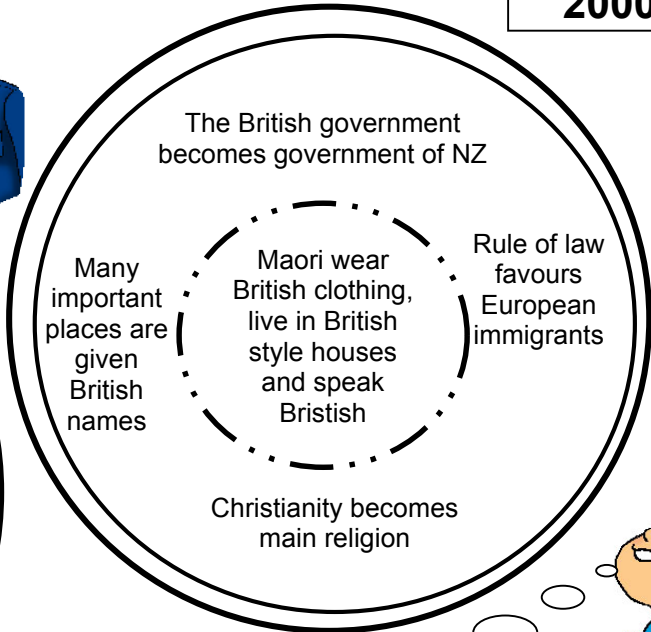 2000
The British government
becomes government of NZ
Many
important
places are
given
British
names
Maori wear
British clothing,
live in British
style houses
and speak
Bristish
Rule of law
favours
European
immigrants
Christianity becomes
main religion